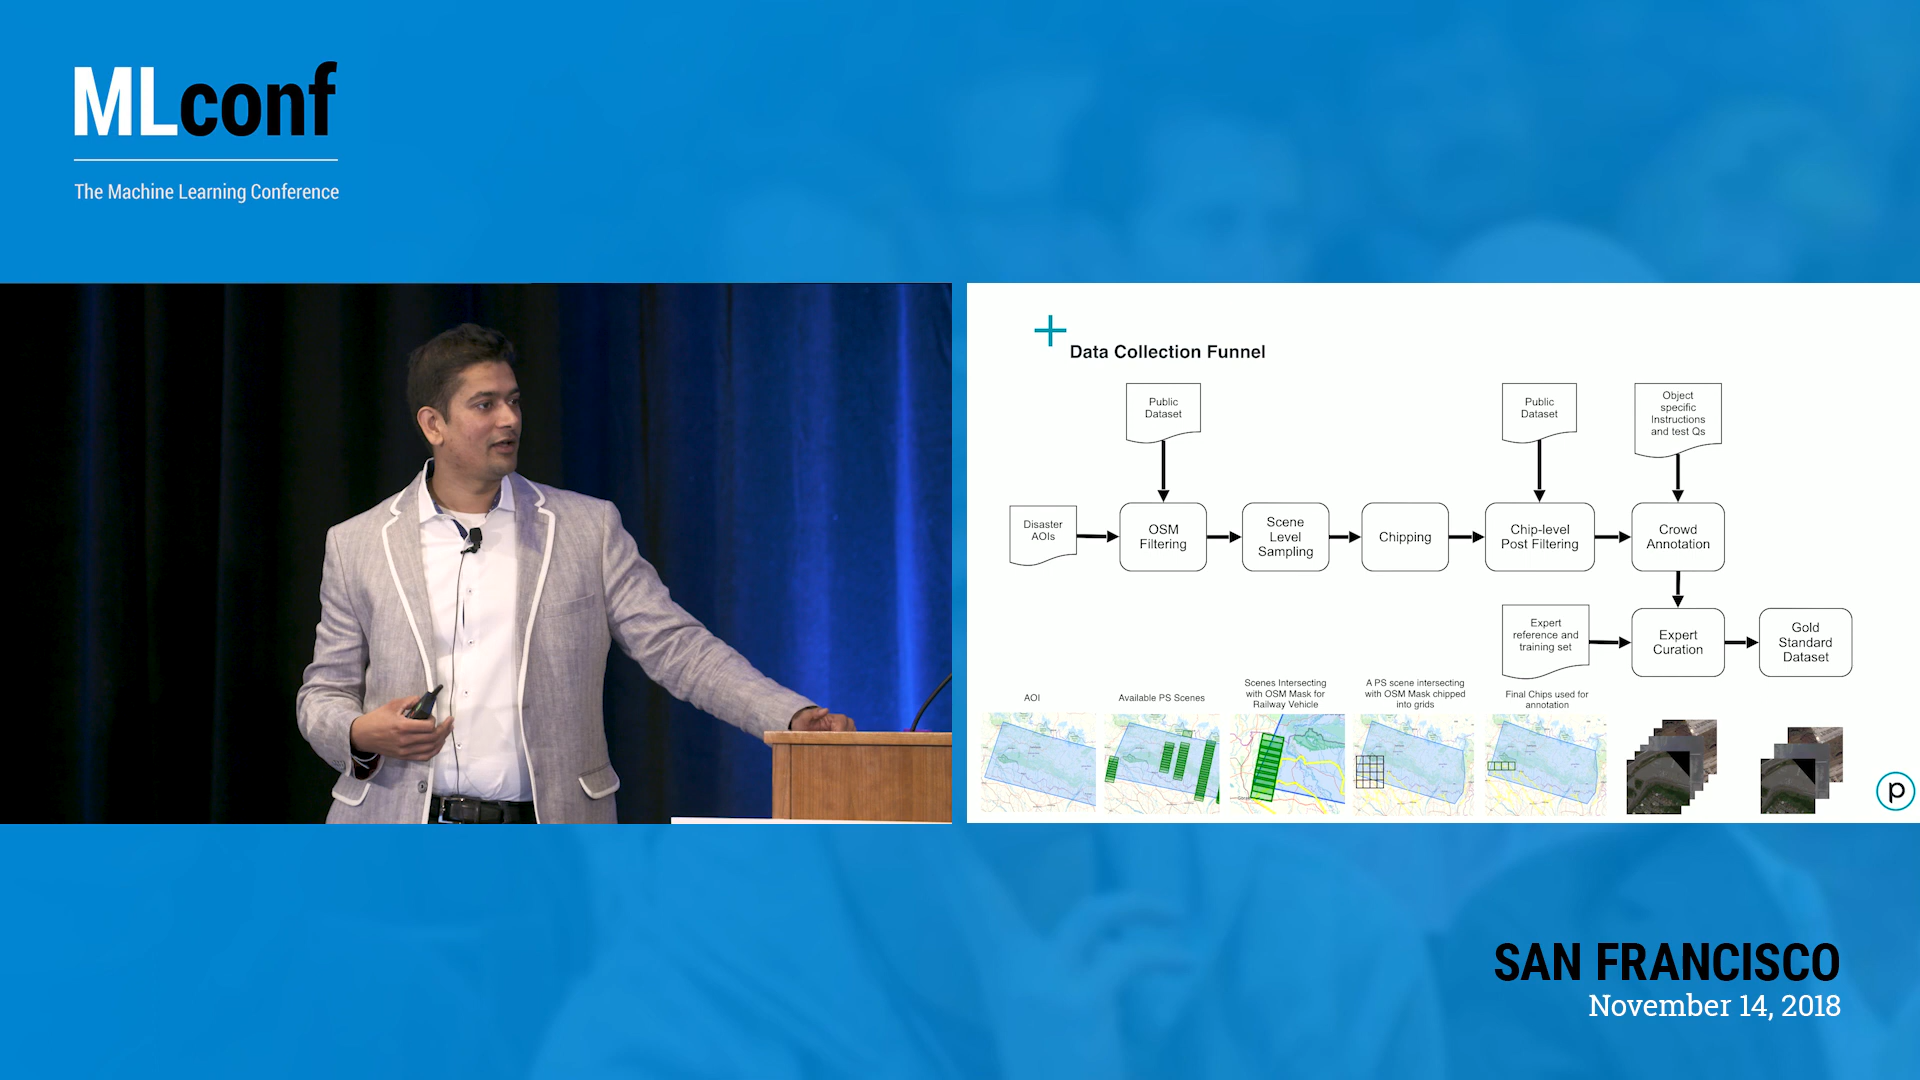 MLconf
The Machine Learning Conference
Data Collection Funnel
Public
Dataset
Public
Dataset
Object
specific
Instructions
and test Qs
Disaster
AOIs
OSM
Filtering
Scene
Level
Sampling
Chipping
Chip-level
Post Filtering
Crowd
Annotation
Expert
reference and
training set
Expert
Curation
Gold
Standard
Dataset
AOI
Available PS Scenes
Scenes Intersecting
with OSM Mask for
Railway Vehicle
A PS scene intersecting
with OSM Mask chipped
into grids
Final Chips used for
annotation
p
SAN FRANCISCO
November 14, 2018